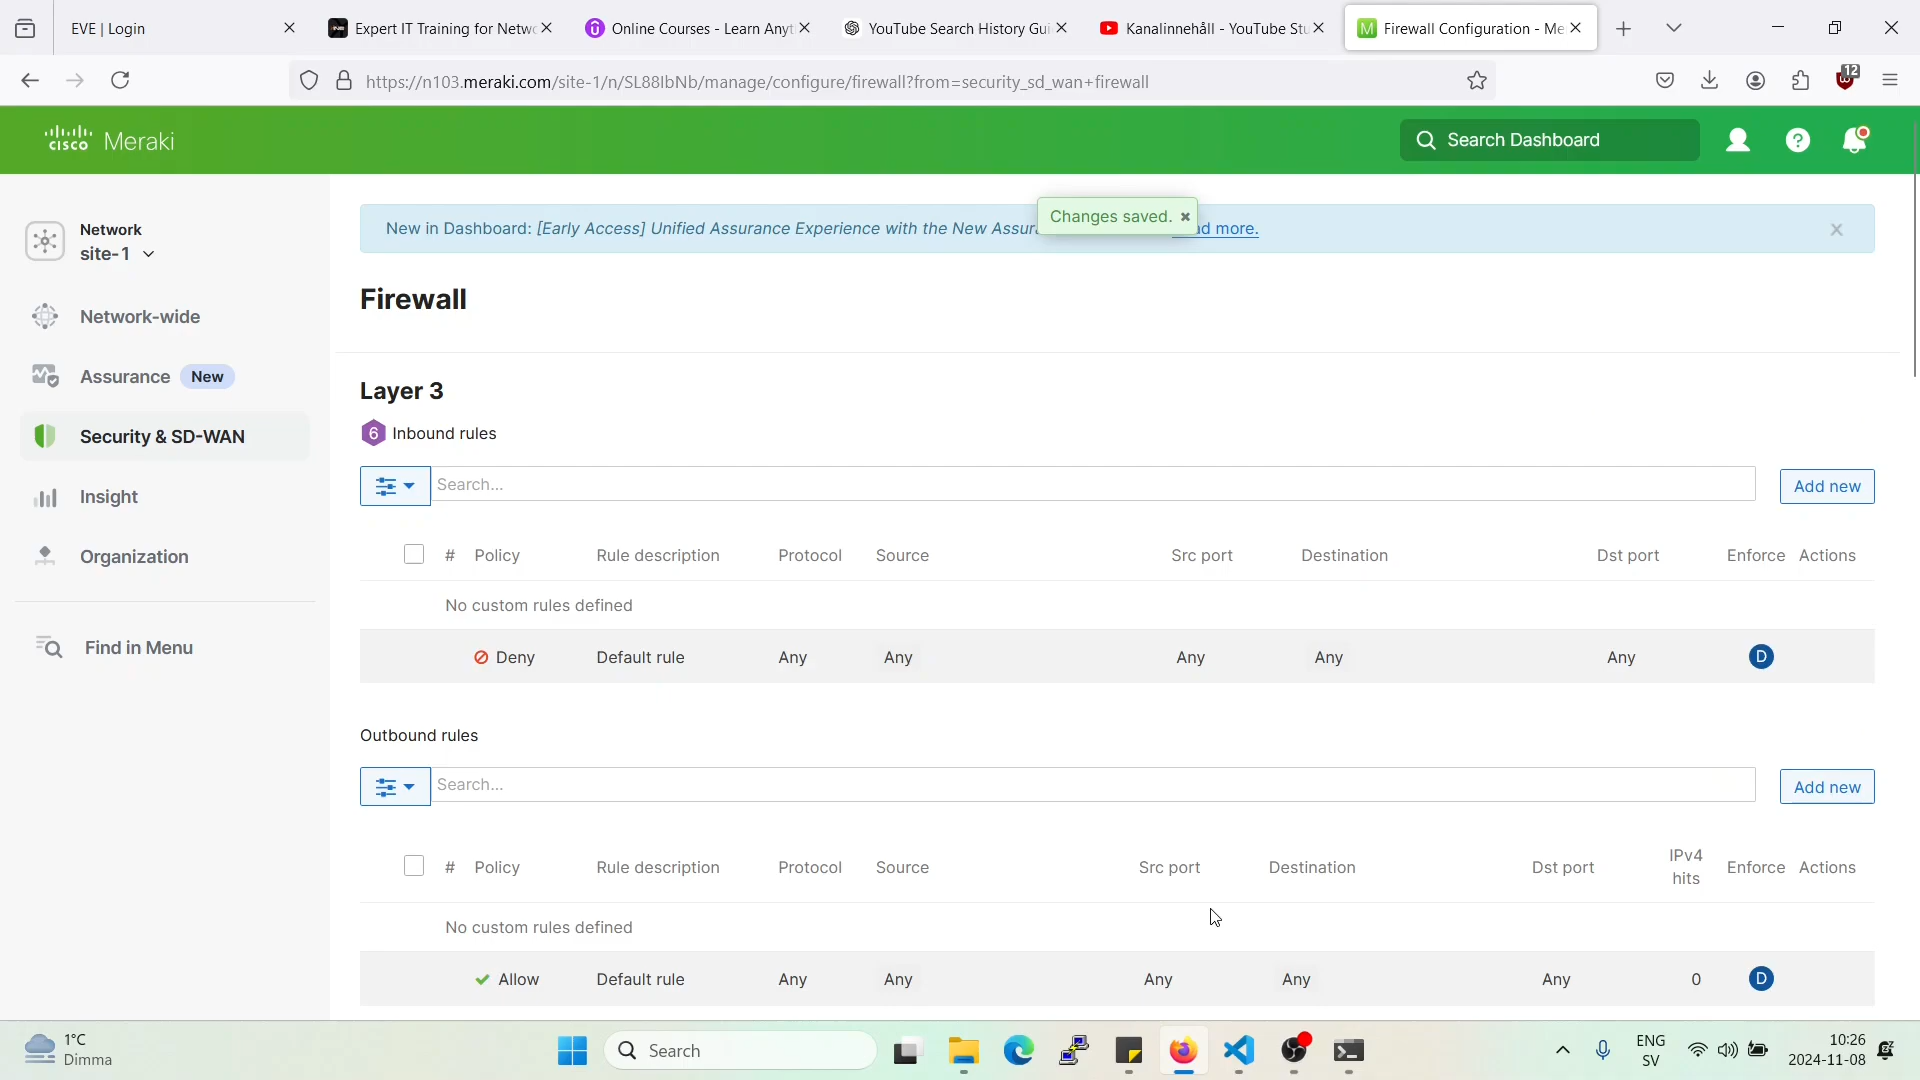 EVE | Login
Expert IT Training for Netwo
Online Courses - Learn Anyt
YouTube Search History Gui
Kanalinnehåll - YouTube Stu
Firewall Configuration - Me
https://n103.meraki.com/site-1/n/SL88IbNb/manage/configure/firewall?from=security_sd_wan+firewall
12
cisco Meraki
Search Dashboard
Network
site-1
Network-wide
Assurance New
Security & SD-WAN
Insight
Organization
Find in Menu
New in Dashboard: [Early Access] Unified Assurance Experience with the New Assura
ad more.
Changes saved.
Firewall
Layer 3
6 Inbound rules
Search...
Add new
# Policy Rule description Protocol Source Src port Destination Dst port Enforce Actions
No custom rules defined
Deny Default rule Any Any Any Any Any D
Outbound rules
Search...
Add new
# Policy Rule description Protocol Source Src port Destination Dst port IPv4 hits Enforce Actions
No custom rules defined
Allow Default rule Any Any Any Any Any 0 D
1°C
Dimma
Search
ENG
SV
10:26
2024-11-08